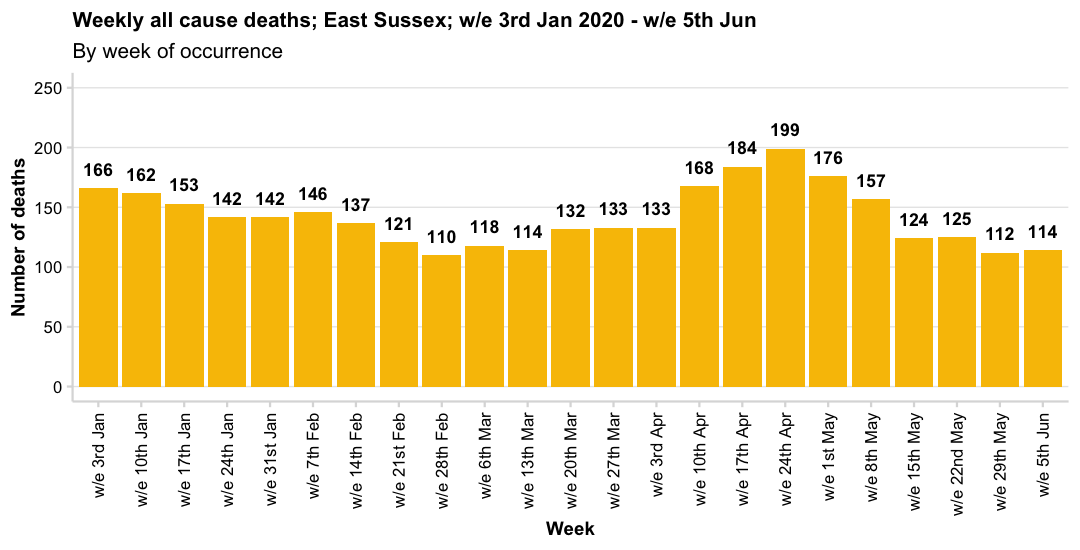 Weekly all cause deaths; East Sussex; w/e 3rd Jan 2020 - w/e 5th Jun
By week of occurrence
Number of deaths
250
200
150
100
50
0
166
162
153
142
142
146
137
121
110
118
114
132
133
133
168
184
199
176
157
124
125
112
114
w/e 3rd Jan
w/e 10th Jan
w/e 17th Jan
w/e 24th Jan
w/e 31st Jan
w/e 7th Feb
w/e 14th Feb
w/e 21st Feb
w/e 28th Feb
w/e 6th Mar
w/e 13th Mar
w/e 20th Mar
w/e 27th Mar
w/e 3rd Apr
w/e 10th Apr
w/e 17th Apr
w/e 24th Apr
w/e 1st May
w/e 8th May
w/e 15th May
w/e 22nd May
w/e 29th May
w/e 5th Jun
Week